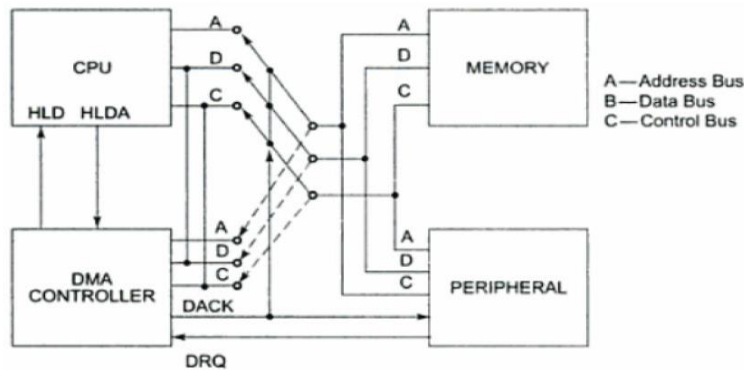 A
CPU
D
C
HLD HLDA
A
D
MEMORY
C
A—Address Bus
B—Data Bus
C—Control Bus
A
D
C
DMA
CONTROLLER
DACK
DRQ
A
D
C
PERIPHERAL